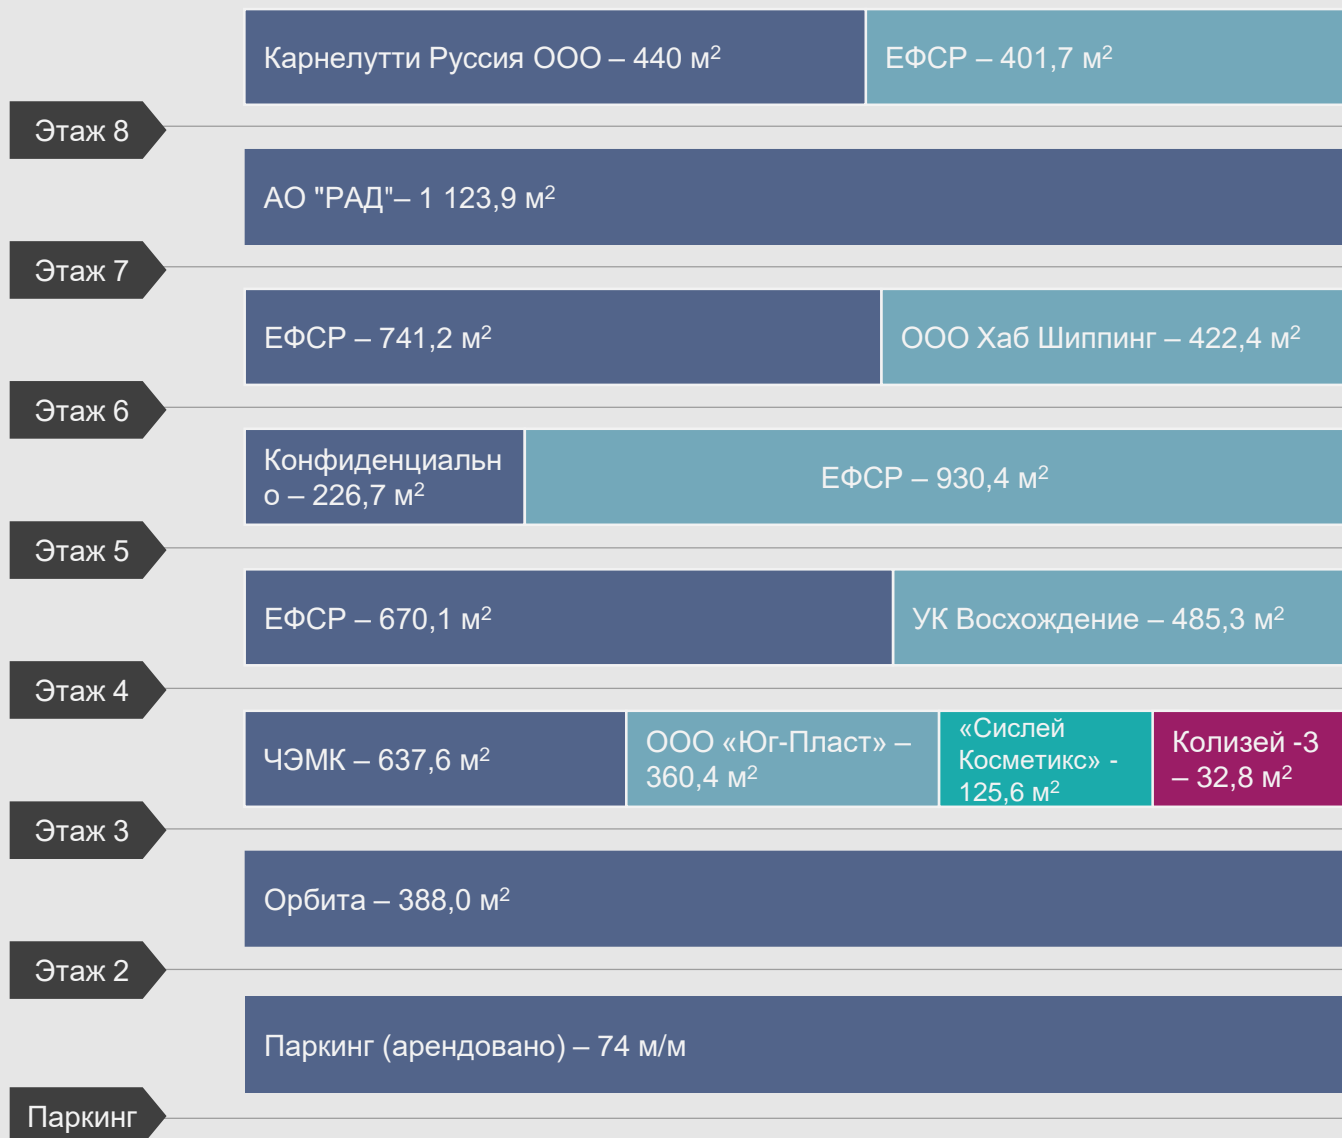 Карнелутти Руссия ООО – 440 м²
ЕФСР – 401,7 м²
Этаж 8
АО "РАД"– 1 123,9 м²
Этаж 7
ЕФСР – 741,2 м²
ООО Хаб Шиппинг – 422,4 м²
Этаж 6
Конфиденциальн
о – 226,7 м²
ЕФСР – 930,4 м²
Этаж 5
ЕФСР – 670,1 м²
УК Восхождение – 485,3 м²
Этаж 4
ЧЭМК – 637,6 м²
ООО «Юг-Пласт» –
360,4 м²
«Сислей
Косметикс» -
125,6 м²
Колизей -3
– 32,8 м²
Этаж 3
Орбита – 388,0 м²
Этаж 2
Паркинг (арендовано) – 74 м/м
Паркинг